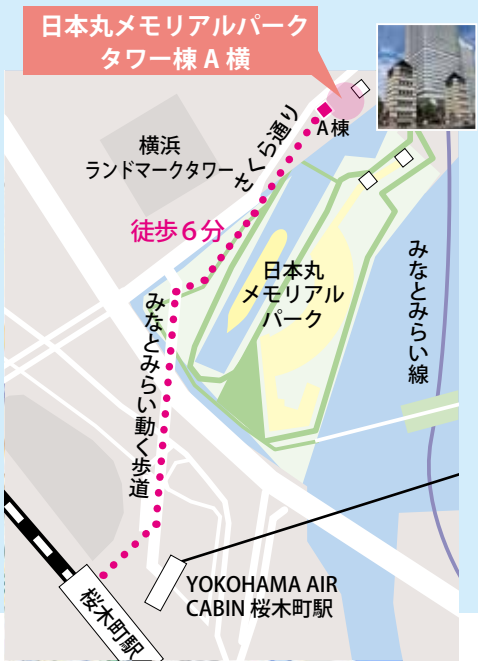 日本丸メモリアルパーク
タワー棟 A 横
A棟
さくら通り
横浜
ランドマークタワー
徒歩6分
日本丸
メモリアル
パーク
みなとみらい線
みなとみらい動く歩道
YOKOHAMA AIR
CABIN 桜木町駅
桜木町駅